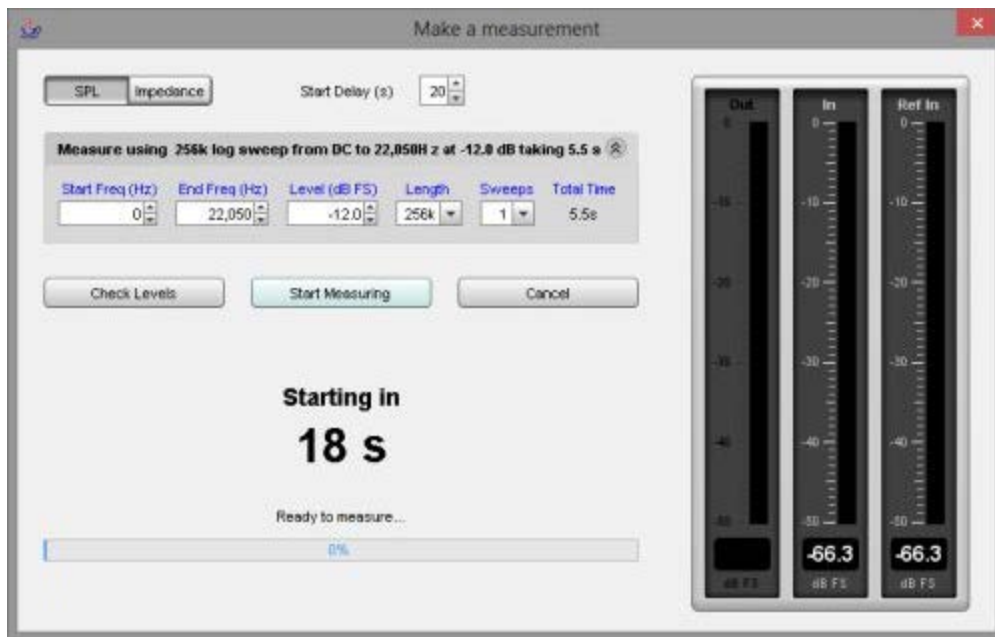 Make a measurement
SPL Impedance Start Delay (s) 20
Measure using 256k log sweep from DC to 22,050H z at -12.0 dB taking 5.5 s
Start Freq (Hz) End Freq (Hz) Level (dB FS) Length Sweeps Total Time
0 22,050 -12.0 256k 1 5.5s
Check Levels Start Measuring Cancel
Starting in
18 s
Ready to measure...
0%
Out In Ref In
0 0 0
-10 -10 -10
-20 -20 -20
-30 -30 -30
-40 -40 -40
-50 -50 -50
-66.3 -66.3
dB FS dB FS dB FS